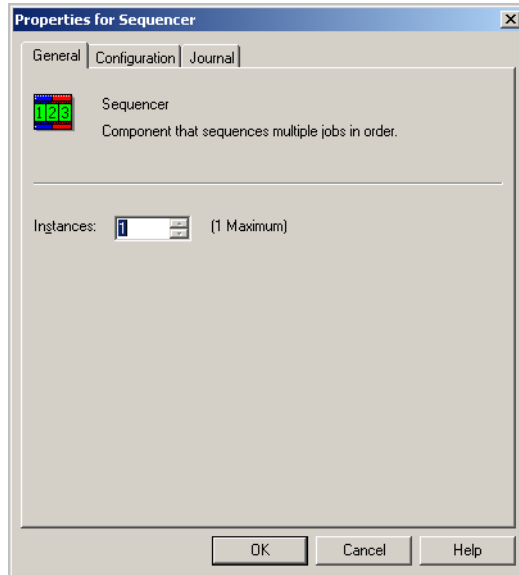 Properties for Sequencer
General Configuration Journal
123
Sequencer
Component that sequences multiple jobs in order.
Instances: 1 (1 Maximum)
OK Cancel Help